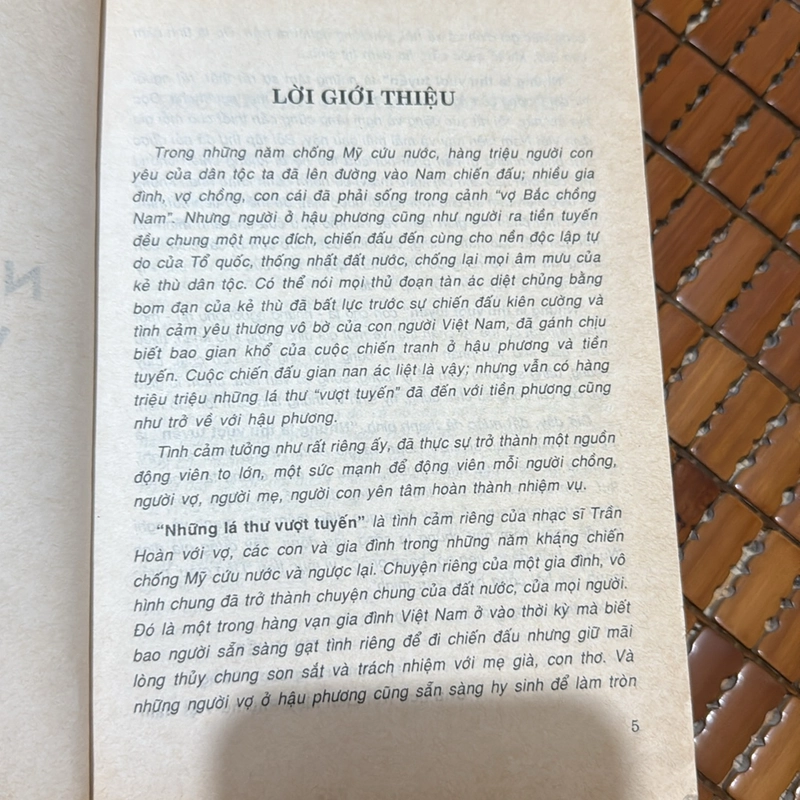 LỜI GIỚI THIỆU
Trong những năm chống Mỹ cứu nước, hàng triệu người con
yêu của dân tộc ta đã lên đường vào Nam chiến đấu; nhiều gia
đình, vợ chồng, con cái đã phải sống trong cảnh “vợ Bắc chồng
Nam”. Nhưng người ở hậu phương cũng như người ra tiền tuyến
đều chung một mục đích, chiến đấu đến cùng cho nền độc lập tự
do của Tổ quốc, thống nhất đất nước, chống lại mọi âm mưu của
kẻ thù dân tộc. Có thể nói mọi thủ đoạn tàn ác diệt chủng bằng
bom đạn của kẻ thù đã bất lực trước sự chiến đấu kiên cường và
tình cảm yêu thương vô bờ của con người Việt Nam, đã gánh chịu
biết bao gian khổ của cuộc chiến tranh ở hậu phương và tiền
tuyến. Cuộc chiến đấu gian nan ác liệt là vậy; nhưng vẫn có hàng
triệu triệu những lá thư “vượt tuyến” đã đến với tiền phương cũng
như trở về với hậu phương.
Tình cảm tưởng như rất riêng ấy, đã thực sự trở thành một nguồn
động viên to lớn, một sức mạnh để động viên mỗi người chồng,
người vợ, người mẹ, người con yên tâm hoàn thành nhiệm vụ.
“Những lá thư vượt tuyến” là tình cảm riêng của nhạc sĩ Trần
Hoàn với vợ, các con và gia đình trong những năm kháng chiến
chống Mỹ cứu nước và ngược lại. Chuyện riêng của một gia đình, vô
hình chung đã trở thành chuyện chung của đất nước, của mọi người.
Đó là một trong hàng vạn gia đình Việt Nam ở vào thời kỳ mà biết
bao người sẵn sàng gạt tình riêng để đi chiến đấu nhưng giữ mãi
lòng thủy chung son sắt và trách nhiệm với mẹ già, con thơ. Và
những người vợ ở hậu phương cũng sẵn sàng hy sinh để làm tròn
5